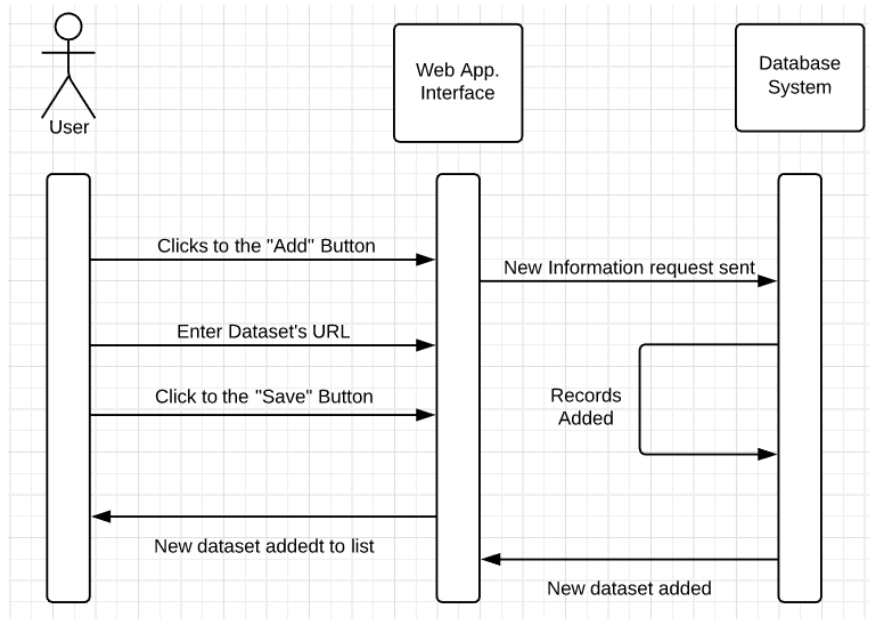 User
Web App.
Interface
Database
System
Clicks to the "Add" Button
New Information request sent
Enter Dataset's URL
Click to the "Save" Button
Records
Added
New dataset addedt to list
New dataset added